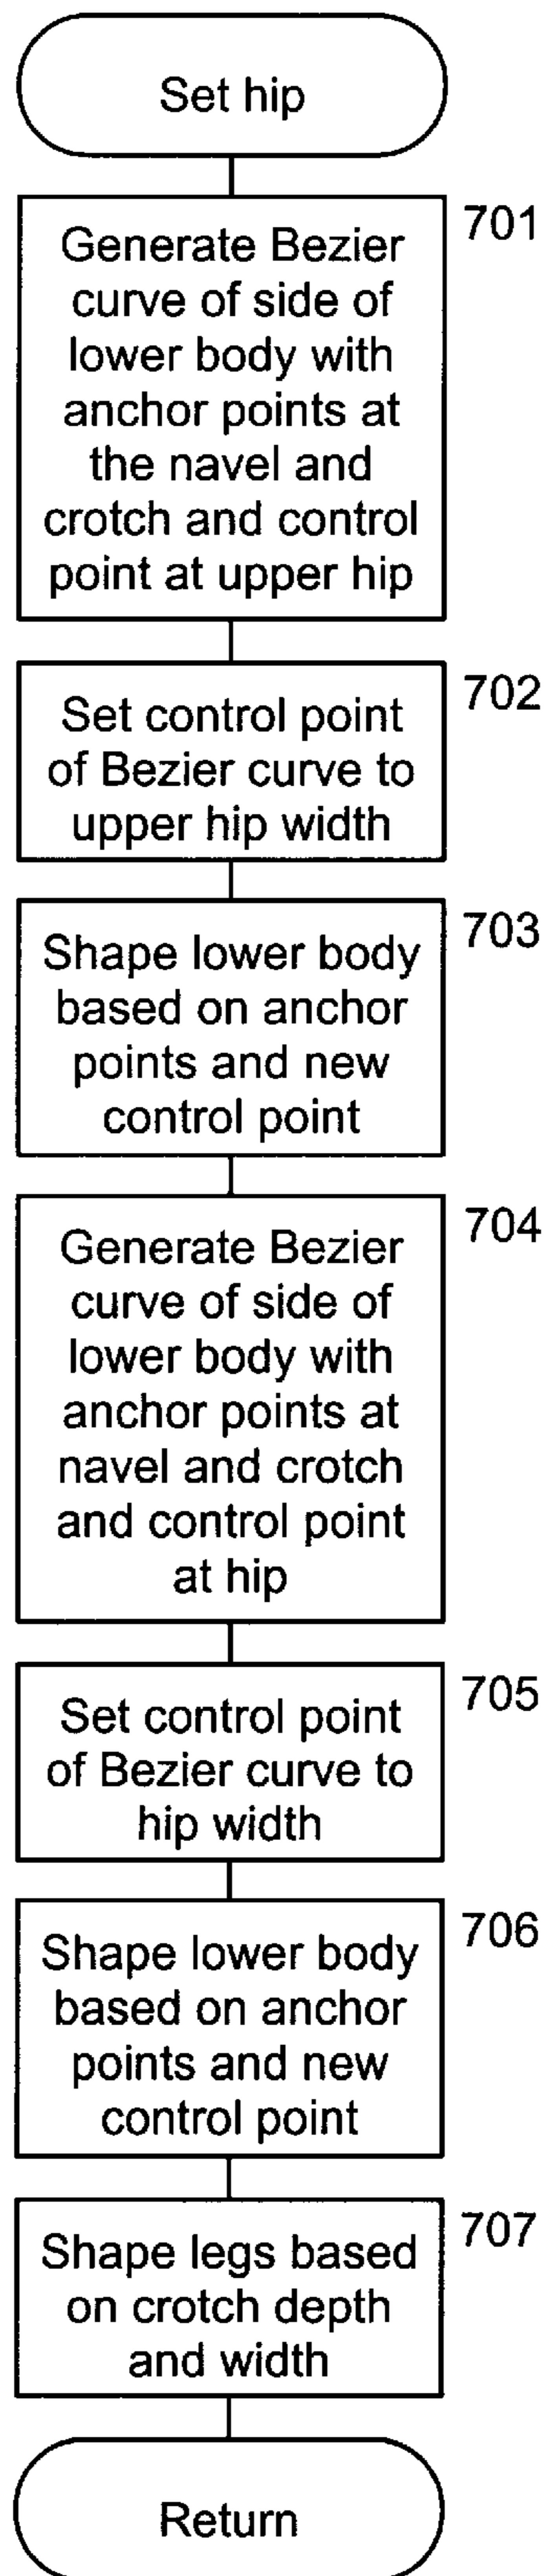 Set hip
701
Generate Bezier
curve of side of
lower body with
anchor points at
the navel and
crotch and control
point at upper hip
702
Set control point
of Bezier curve to
upper hip width
703
Shape lower body
based on anchor
points and new
control point
704
Generate Bezier
curve of side of
lower body with
anchor points at
navel and crotch
and control point
at hip
705
Set control point
of Bezier curve to
hip width
706
Shape lower body
based on anchor
points and new
control point
707
Shape legs based
on crotch depth
and width
Return